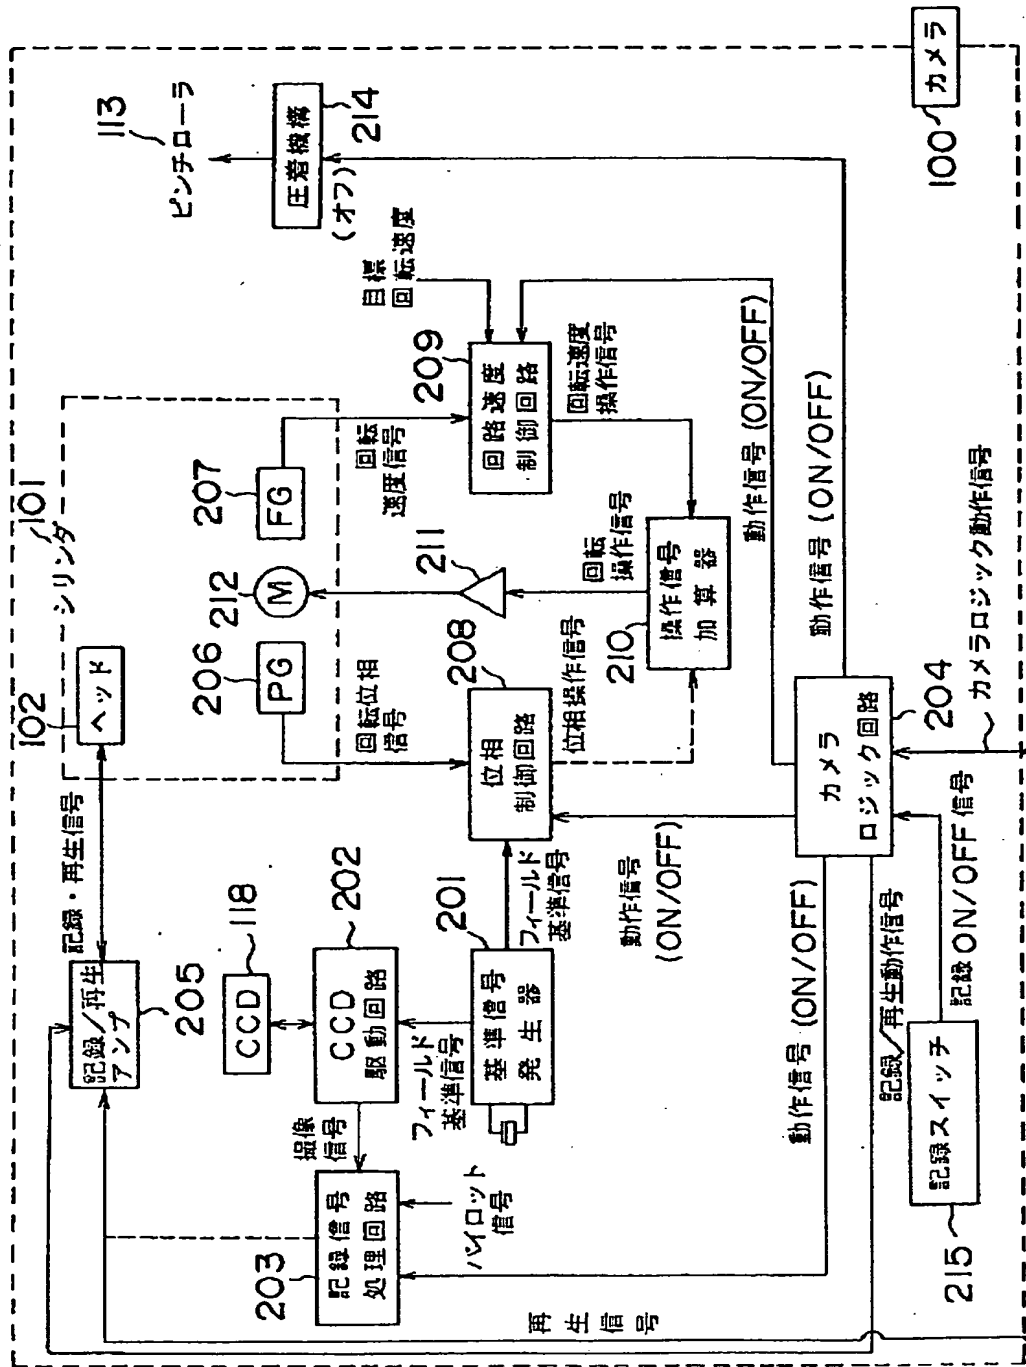 カメラ
100
ピンチローラ
113
圧着機構
214
(オフ)
目標
回転速度
101
シリンダー
102
ヘッド
206
PG
212
M
207
FG
記録・再生信号
記録/再生
アンプ
205
回転位相
信号
回転
速度信号
209
回路速度
制御回路
回転速度
操作信号
211
回転
操作信号
210
操作信号
加算器
208
位相
制御回路
位相操作信号
118
CCD
202
CCD
駆動回路
撮像
信号
203
記録信号
処理回路
パイロット
信号
201
基準信号
発生器
フィールド
基準信号
フィールド
基準信号
動作信号
(ON/OFF)
動作信号(ON/OFF)
動作信号(ON/OFF)
動作信号(ON/OFF)
カメラ
ロジック回路
204
カメラロジック動作信号
記録ON/OFF信号
記録/再生動作信号
記録スイッチ
215
再生信号